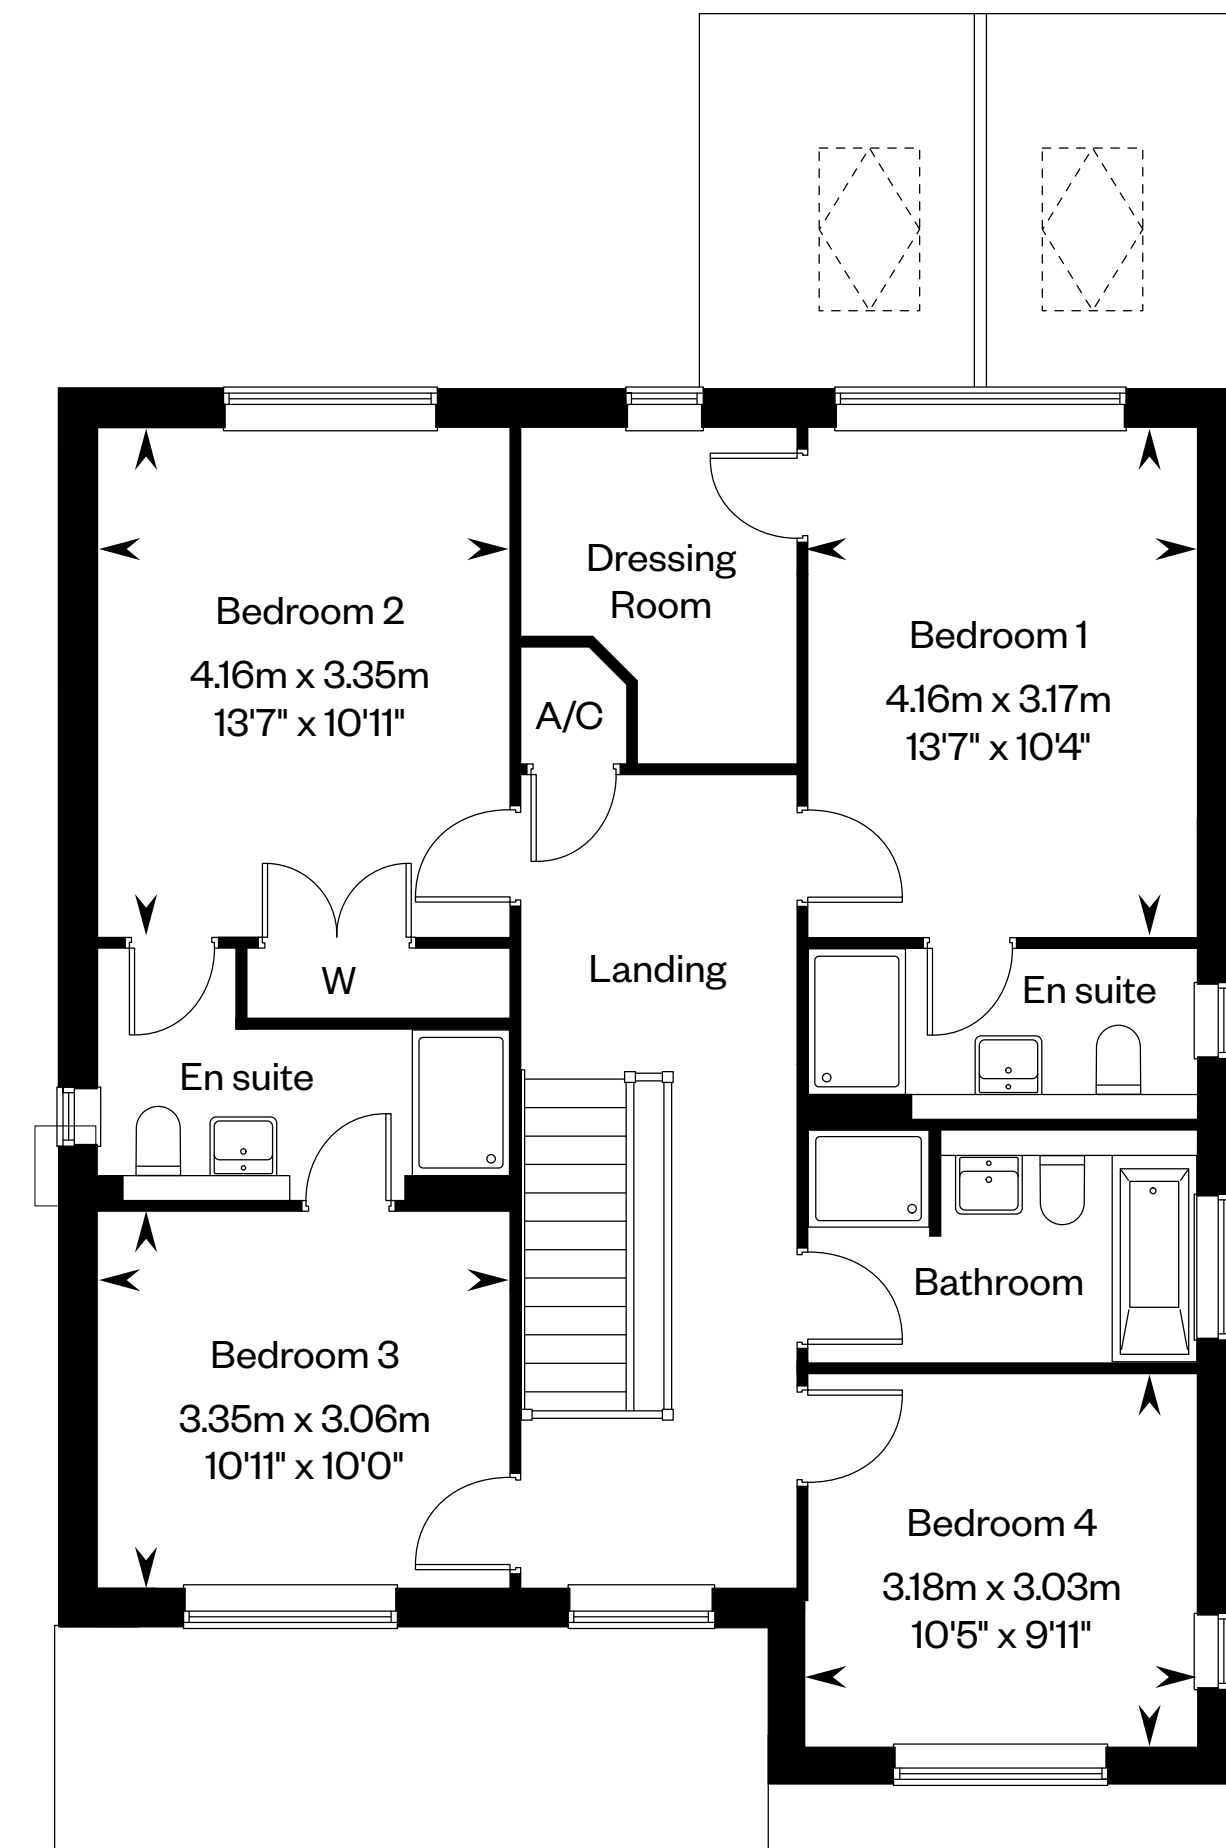 Dressing
Room
Bedroom 2
4.16m x 3.35m
13'7" x 10'11"
Bedroom 1
4.16m x 3.17m
13'7" x 10'4"
A/C
Landing
W
En suite
En suite
Bathroom
Bedroom 3
3.35m x 3.06m
10'11" x 10'0"
Bedroom 4
3.18m x 3.03m
10'5" x 9'11"